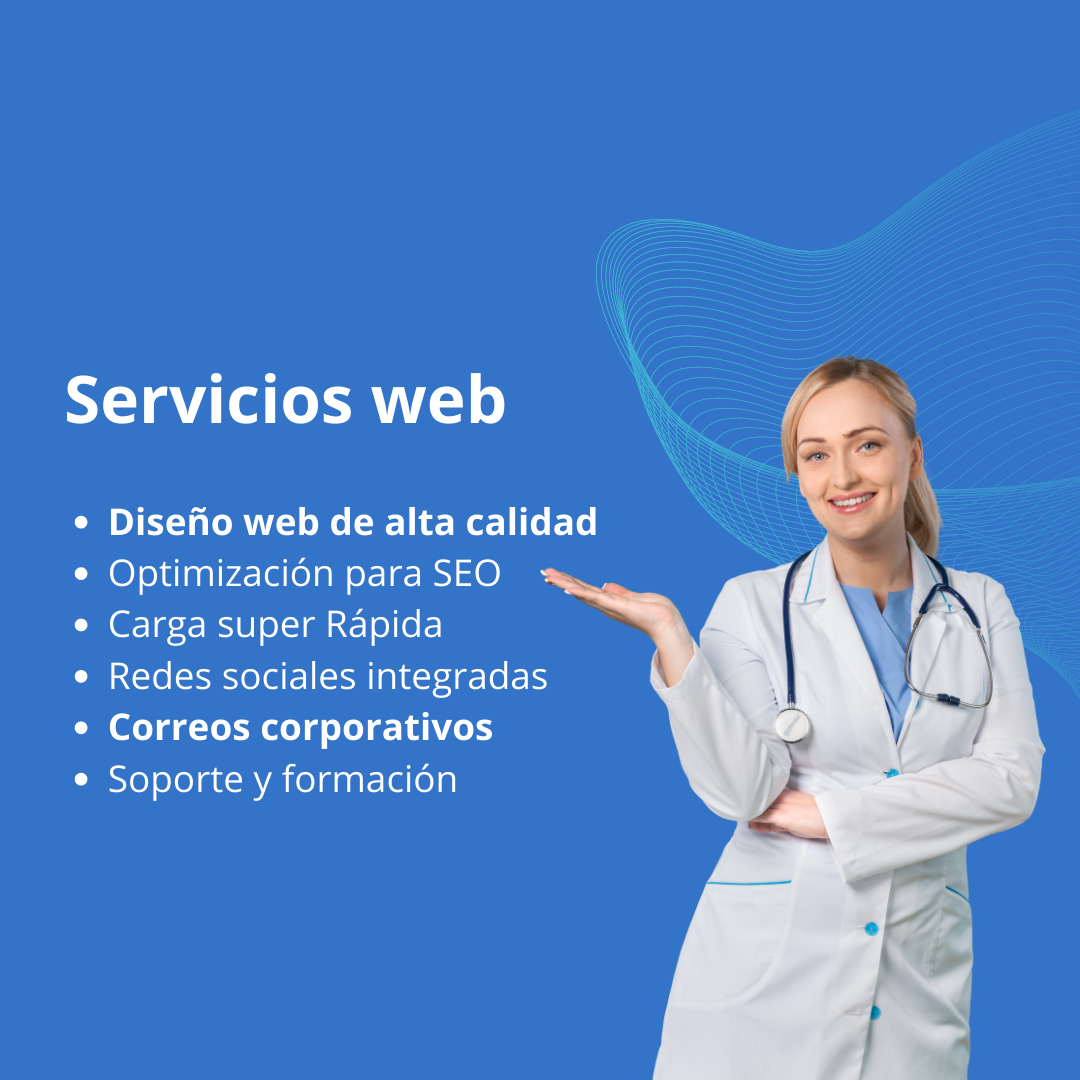 Servicios web
Diseño web de alta calidad
Optimización para SEO
Carga super Rápida
Redes sociales integradas
Correos corporativos
Soporte y formación